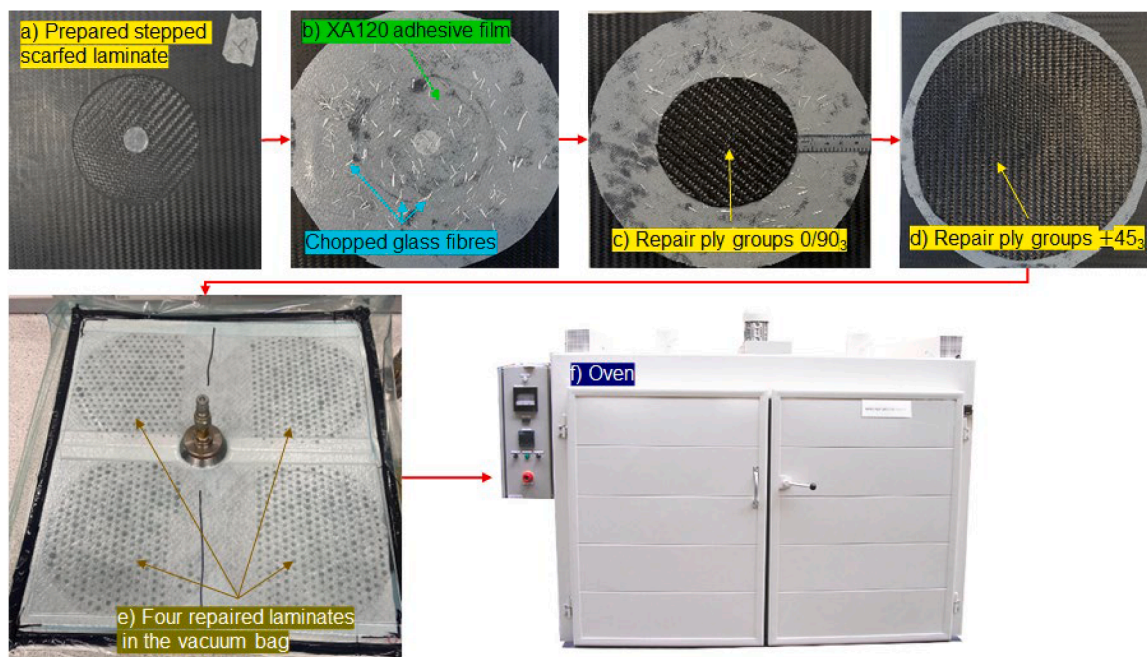 a) Prepared stepped
scarfed laminate
b) XA120 adhesive film
Chopped glass fibres
c) Repair ply groups 0/90₃
d) Repair ply groups ±45₃
e) Four repaired laminates
in the vacuum bag
f) Oven